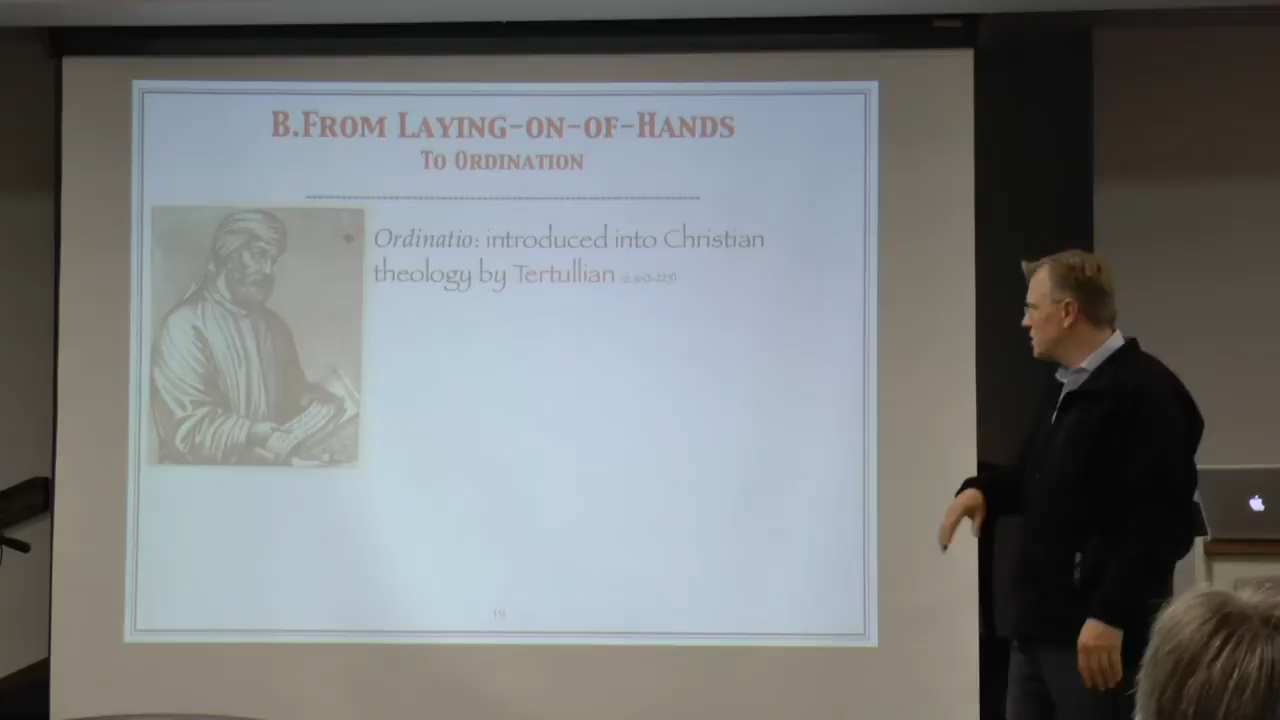 B.From Laying-on-of-Hands
To Ordination
Ordinatio: introduced into Christian
theology by Tertullian